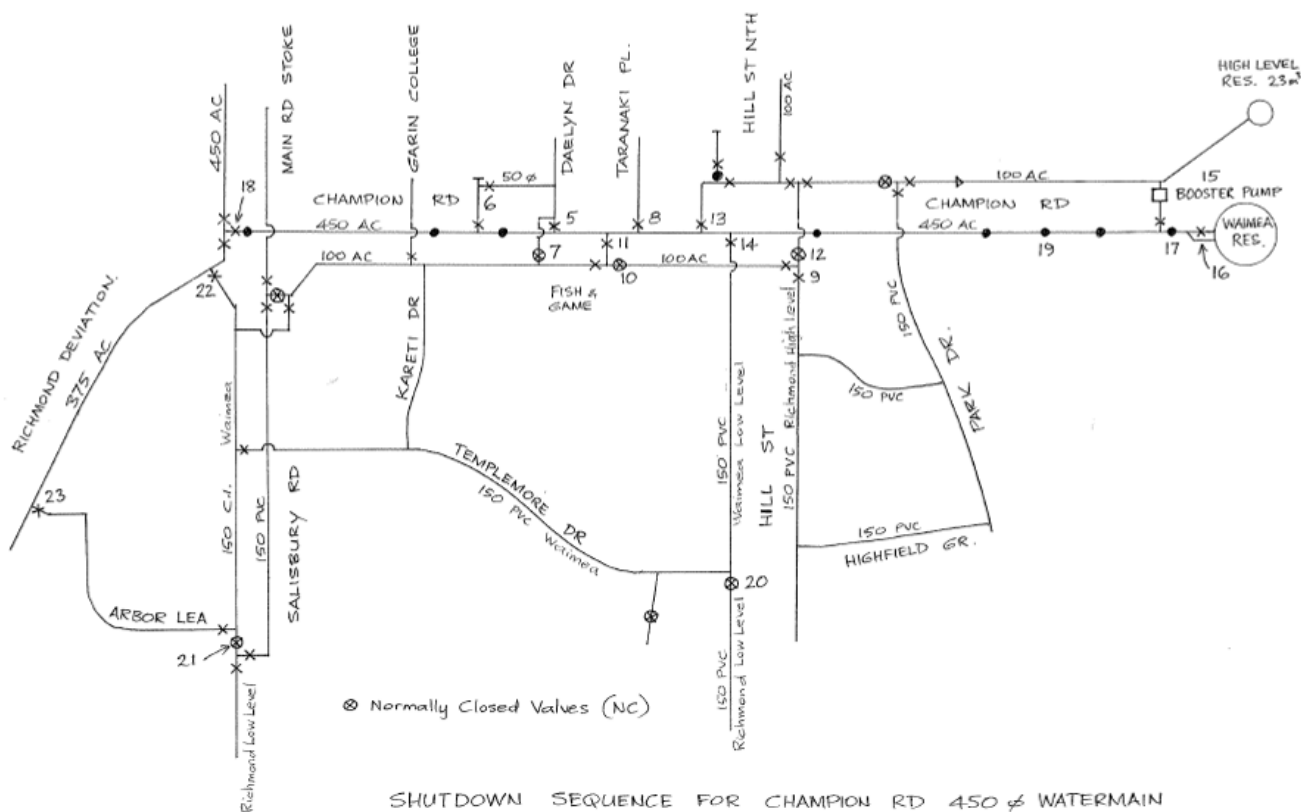 HIGH LEVEL
RES. 23m³
450 AC
MAIN RD STOKE
GARIN COLLEGE
DAELYN DR
TARANAKI PL.
HILL ST NTH
100 AC
18
50 ø
6
CHAMPION RD
450 AC
5
8
13
100 AC
15
BOOSTER PUMP
CHAMPION RD
450 AC
WAIMEA
RES.
11
14
12
19
17
16
7
100 AC
10
100 AC
9
22
FISH &
GAME
RICHMOND DEVIATION.
375 AC
KARETI DR
150 PVC
PARK DR.
150 PVC
Waimea
150 C.I.
150 PVC
SALISBURY RD
TEMPLEMORE DR
150 PVC Waimea
150 PVC
Waimea Low Level
HILL ST
150 PVC Richmond High Level
150 PVC
HIGHFIELD GR.
23
20
ARBOR LEA
21
Richmond Low Level
150 PVC
Richmond Low Level
⊗ Normally Closed Valves (NC)
SHUTDOWN SEQUENCE FOR CHAMPION RD 450 ø WATERMAIN